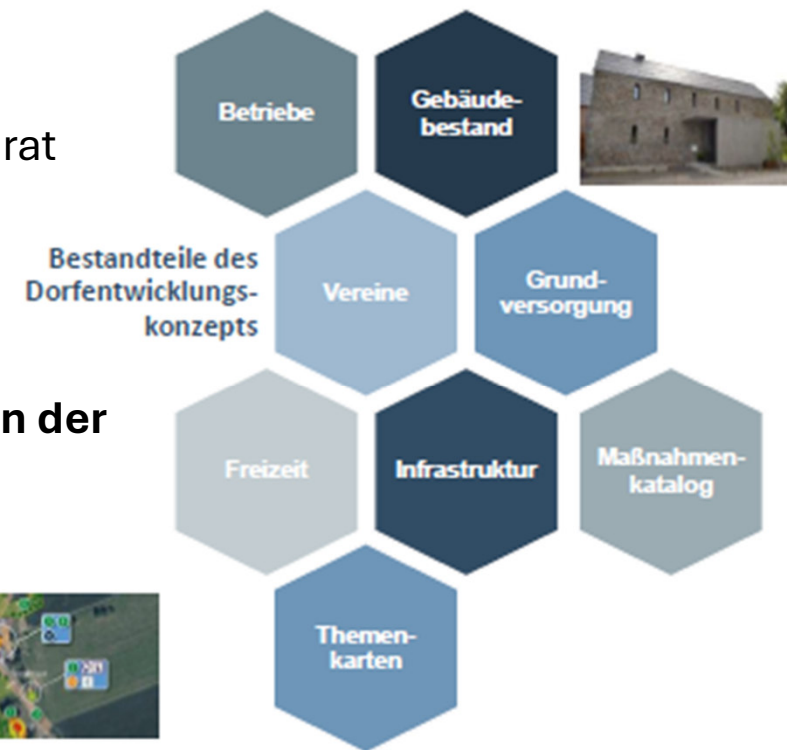 Betriebe
Gebäude-
bestand
rat
Bestandteile des
Dorfentwicklungs-
konzepts
Vereine
Grund-
versorgung
n der
Freizeit
Infrastruktur
Maßnahmen-
katalog
Themen-
karten